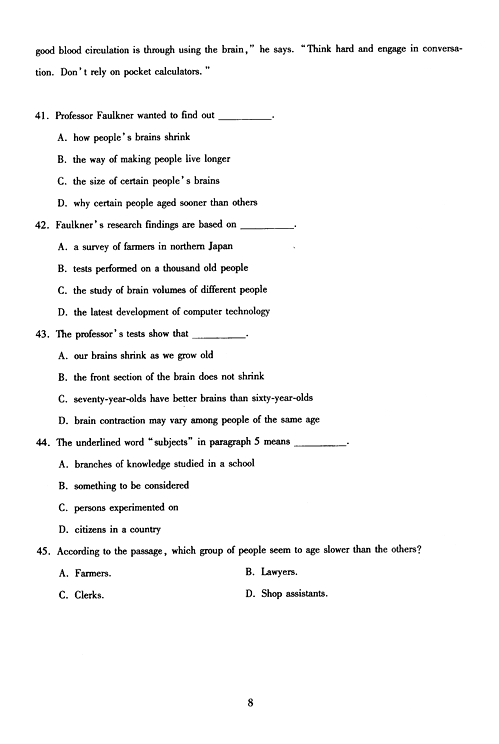 good blood circulation is through using the brain," he says. "Think hard and engage in conversa-
tion. Don't rely on pocket calculators."
41. Professor Faulkner wanted to find out __________.
A. how people's brains shrink
B. the way of making people live longer
C. the size of certain people's brains
D. why certain people aged sooner than others
42. Faulkner's research findings are based on __________.
A. a survey of farmers in northern Japan
B. tests performed on a thousand old people
C. the study of brain volumes of different people
D. the latest development of computer technology
43. The professor's tests show that __________.
A. our brains shrink as we grow old
B. the front section of the brain does not shrink
C. seventy-year-olds have better brains than sixty-year-olds
D. brain contraction may vary among people of the same age
44. The underlined word "subjects" in paragraph 5 means __________.
A. branches of knowledge studied in a school
B. something to be considered
C. persons experimented on
D. citizens in a country
45. According to the passage, which group of people seem to age slower than the others?
A. Farmers. B. Lawyers.
C. Clerks. D. Shop assistants.
8